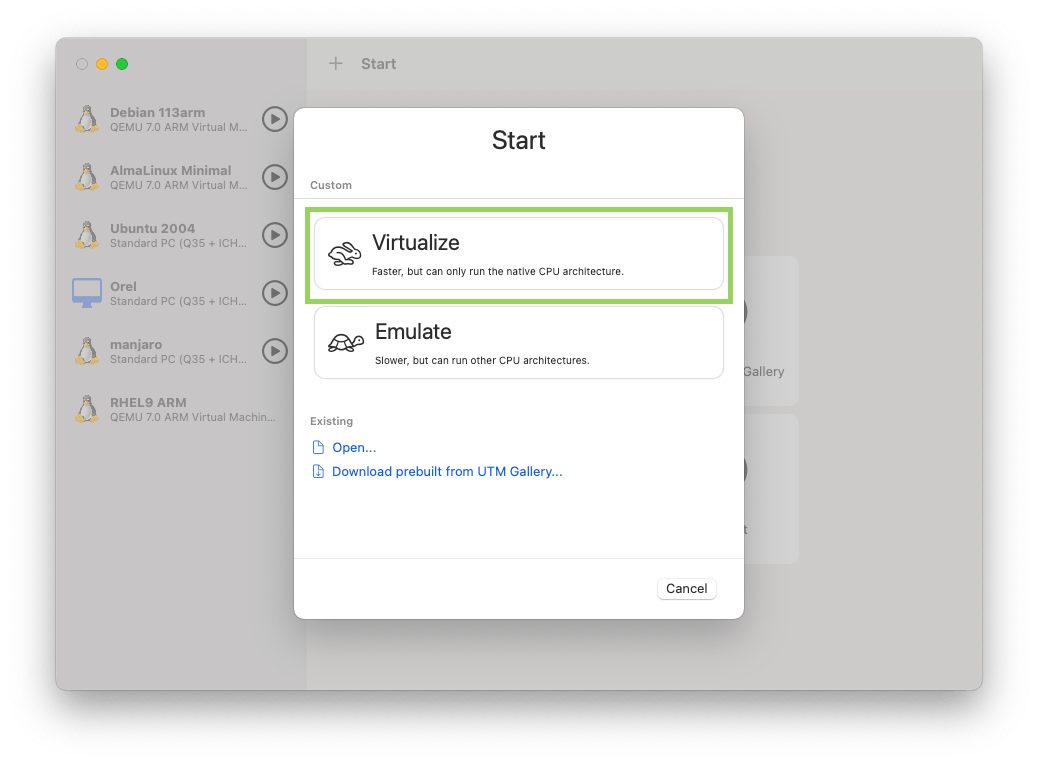 Start
Debian 113arm
QEMU 7.0 ARM Virtual M...
AlmaLinux Minimal
QEMU 7.0 ARM Virtual M...
Ubuntu 2004
Standard PC (Q35 + ICH...
Orel
Standard PC (Q35 + ICH...
manjaro
Standard PC (Q35 + ICH...
RHEL9 ARM
QEMU 7.0 ARM Virtual Machin...
Start
Custom
Virtualize
Faster, but can only run the native CPU architecture.
Emulate
Slower, but can run other CPU architectures.
Existing
Open...
Download prebuilt from UTM Gallery...
Cancel
Gallery